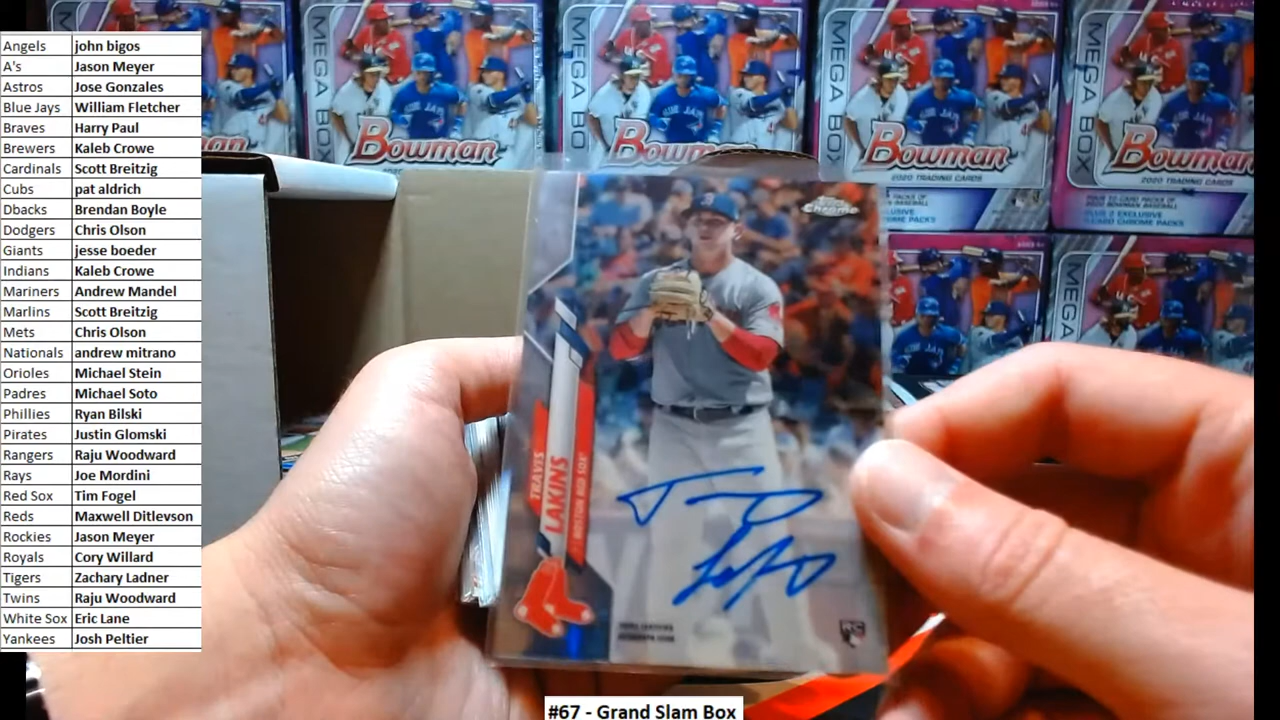 Angels john bigos
A's Jason Meyer
Astros Jose Gonzales
Blue Jays William Fletcher
Braves Harry Paul
Brewers Kaleb Crowe
Cardinals Scott Breitzig
Cubs pat aldrich
Dbacks Brendan Boyle
Dodgers Chris Olson
Giants jesse boeder
Indians Kaleb Crowe
Mariners Andrew Mandel
Marlins Scott Breitzig
Mets Chris Olson
Nationals andrew mitrano
Orioles Michael Stein
Padres Michael Soto
Phillies Ryan Bilski
Pirates Justin Glomski
Rangers Raju Woodward
Rays Joe Mordini
Red Sox Tim Fogel
Reds Maxwell Ditlevson
Rockies Jason Meyer
Royals Cory Willard
Tigers Zachary Ladner
Twins Raju Woodward
White Sox Eric Lane
Yankees Josh Peltier
MEGA BOX
Bowman
MEGA BOX
Bowman
MEGA BOX
Bowman
2020 TRADING CARDS
MEGA BOX
Bowman
2020 TRADING CARDS
PLUS 2 EXCLUSIVE
MEGA
Chrome
TRAVIS
LAKINS
BOSTON RED SOX
RC
#67 - Grand Slam Box